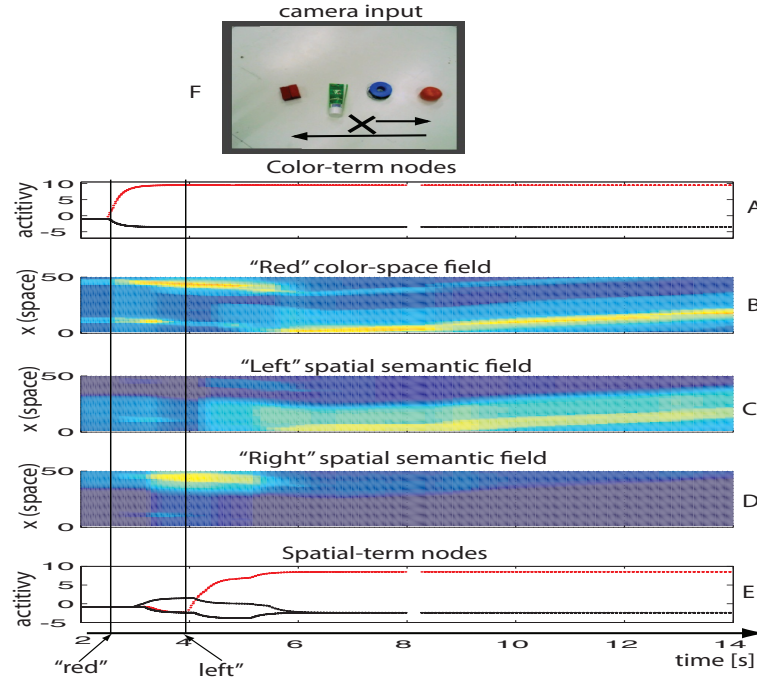 camera input
F
Color-term nodes
actitivy
10
5
0
-5
A
"Red" color-space field
x (space)
50
0
B
"Left" spatial semantic field
x (space)
50
0
C
"Right" spatial semantic field
x (space)
50
0
D
Spatial-term nodes
actitivy
10
5
0
-5
E
2 4 6 8 10 12 14
"red" left" time [s]